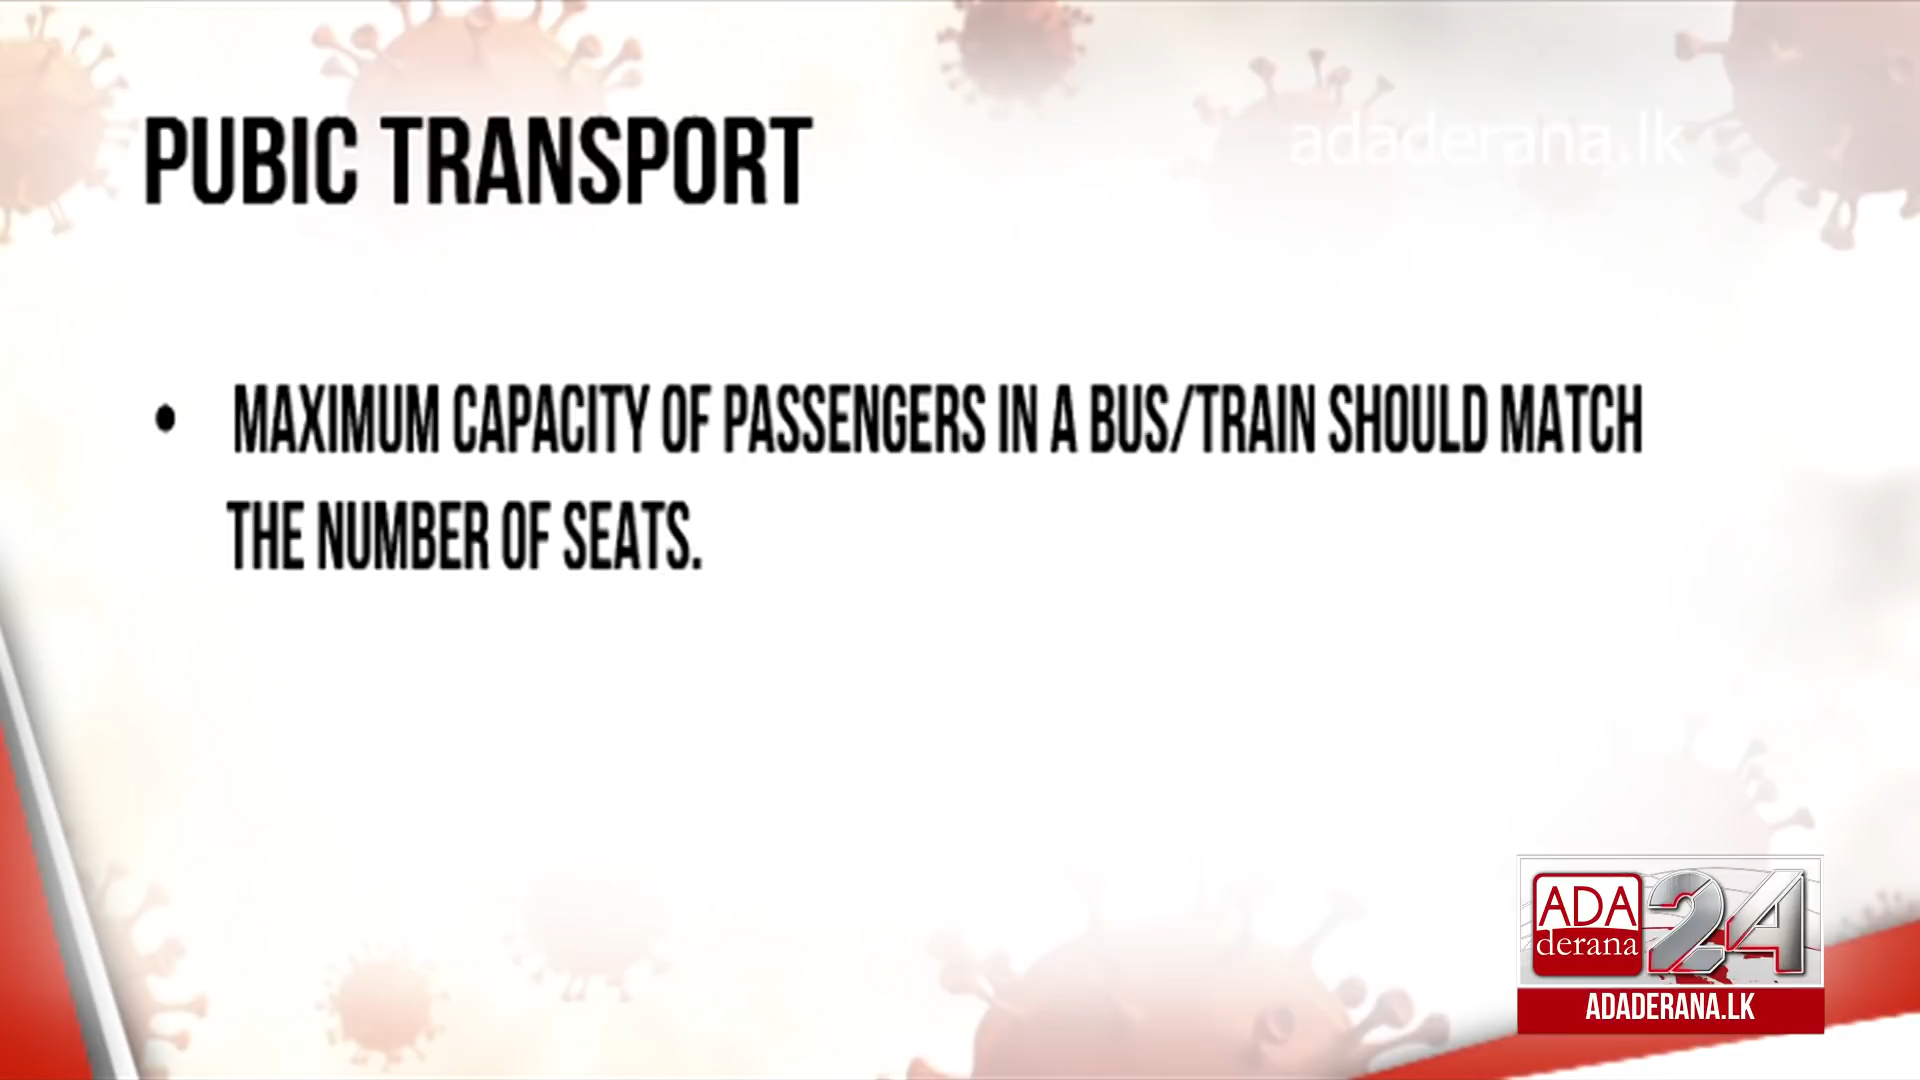 PUBIC TRANSPORT
adaderana.lk
• MAXIMUM CAPACITY OF PASSENGERS IN A BUS/TRAIN SHOULD MATCH
THE NUMBER OF SEATS.
ADA
derana
24
ADADERANA.LK